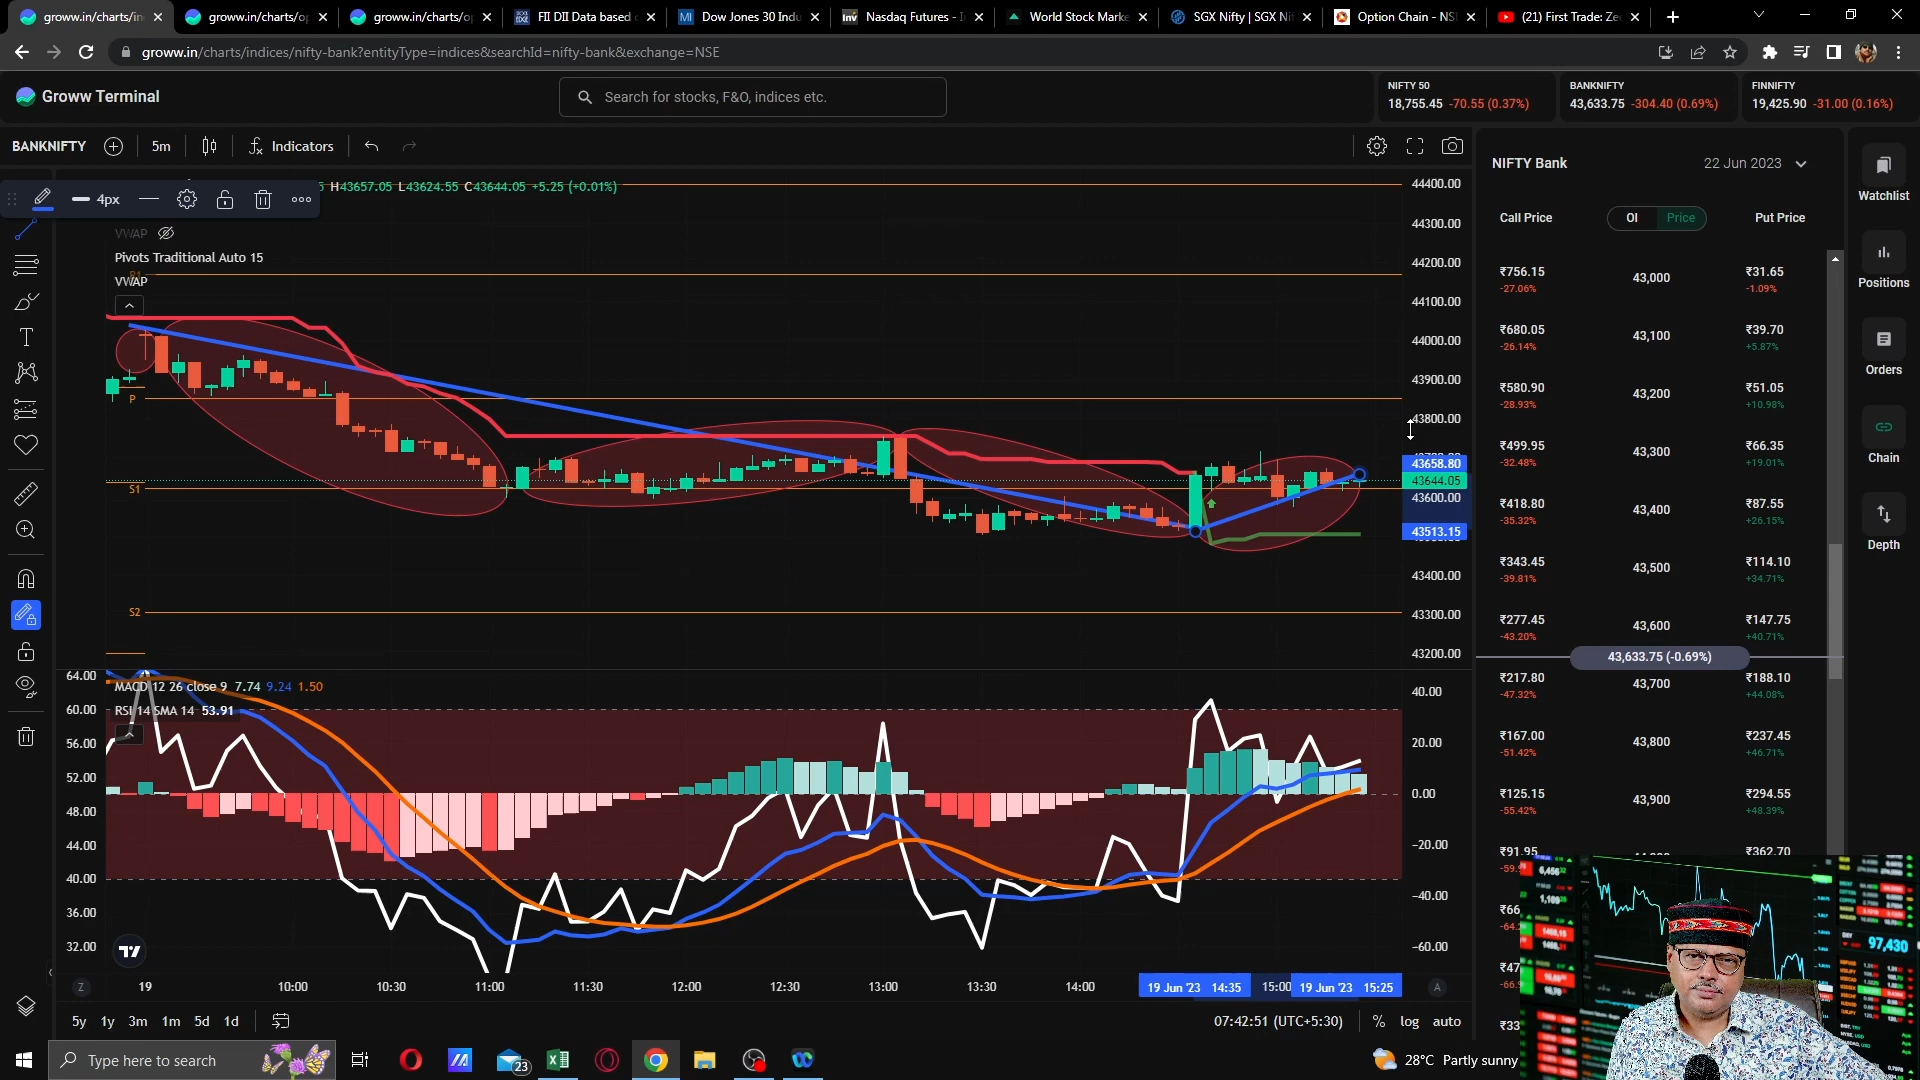 groww.in/charts/in
groww.in/charts/op
groww.in/charts/op
FII DII Data based o
Dow Jones 30 Indu
Nasdaq Futures - I
World Stock Marke
SGX Nifty | SGX Ni
Option Chain - NSE
(21) First Trade: Ze
groww.in/charts/indices/nifty-bank?entityType=indices&searchId=nifty-bank&exchange=NSE
Groww Terminal
Search for stocks, F&O, indices etc.
NIFTY 50
18,755.45 -70.55 (0.37%)
BANKNIFTY
43,633.75 -304.40 (0.69%)
FINNIFTY
19,425.90 -31.00 (0.16%)
BANKNIFTY 5m Indicators
4px
5 H43657.05 L43624.55 C43644.05 +5.25 (+0.01%)
VWAP
Pivots Traditional Auto 15
VWAP
R1
P
S1
S2
44400.00
44300.00
44200.00
44100.00
44000.00
43900.00
43800.00
43658.80
43644.05
43600.00
43513.15
43400.00
43300.00
43200.00
MACD 12 26 close 9 7.74 9.24 1.50
RSI 14 SMA 14 53.91
64.00
60.00
56.00
52.00
48.00
44.00
40.00
36.00
32.00
40.00
20.00
0.00
−20.00
−40.00
−60.00
Z
19
10:00
10:30
11:00
11:30
12:00
12:30
13:00
13:30
14:00
19 Jun '23 14:35
15:00
19 Jun '23 15:25
A
5y 1y 3m 1m 5d 1d
07:42:51 (UTC+5:30) % log auto
NIFTY Bank
22 Jun 2023
Call Price OI Price Put Price
₹756.15 43,000 ₹31.65
-27.06% -1.09%
₹680.05 43,100 ₹39.70
-26.14% +5.87%
₹580.90 43,200 ₹51.05
-28.93% +10.98%
₹499.95 43,300 ₹66.35
-32.48% +19.01%
₹418.80 43,400 ₹87.55
-35.32% +26.15%
₹343.45 43,500 ₹114.10
-39.81% +34.71%
₹277.45 43,600 ₹147.75
-43.20% +40.71%
43,633.75 (-0.69%)
₹217.80 43,700 ₹188.10
-47.32% +44.08%
₹167.00 43,800 ₹237.45
-51.42% +46.71%
₹125.15 43,900 ₹294.55
-55.42% +48.39%
₹91.95 ₹362.70
Watchlist
Positions
Orders
Chain
Depth
97,430
Type here to search
23
28°C Partly sunny